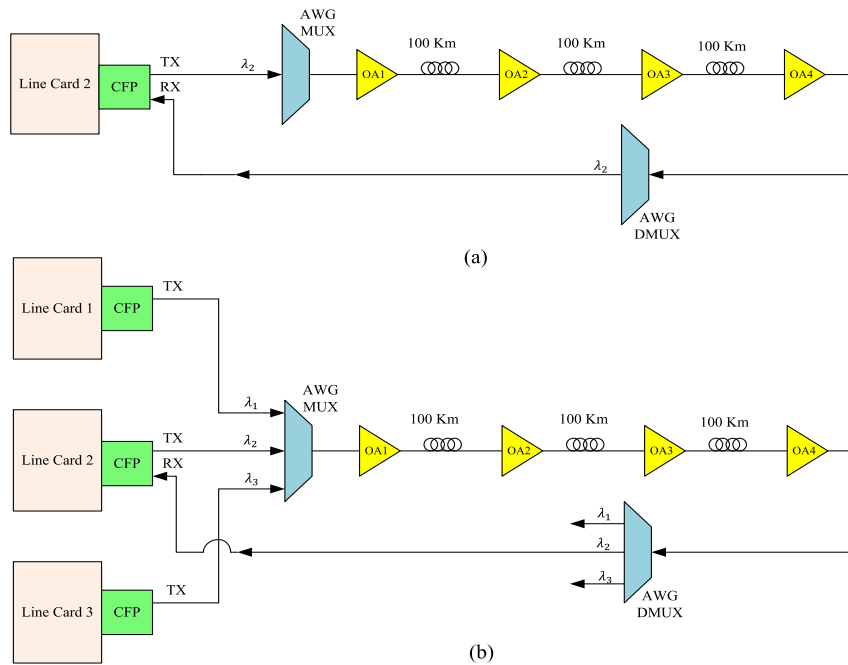 AWG
MUX
100 Km
100 Km
100 Km
Line Card 2
CFP
TX
RX
λ2
OA1
OA2
OA3
OA4
λ2
AWG
DMUX
(a)
Line Card 1
CFP
TX
λ1
AWG
MUX
100 Km
100 Km
100 Km
Line Card 2
CFP
TX
RX
λ2
OA1
OA2
OA3
OA4
λ3
λ1
λ2
λ3
AWG
DMUX
Line Card 3
CFP
TX
(b)